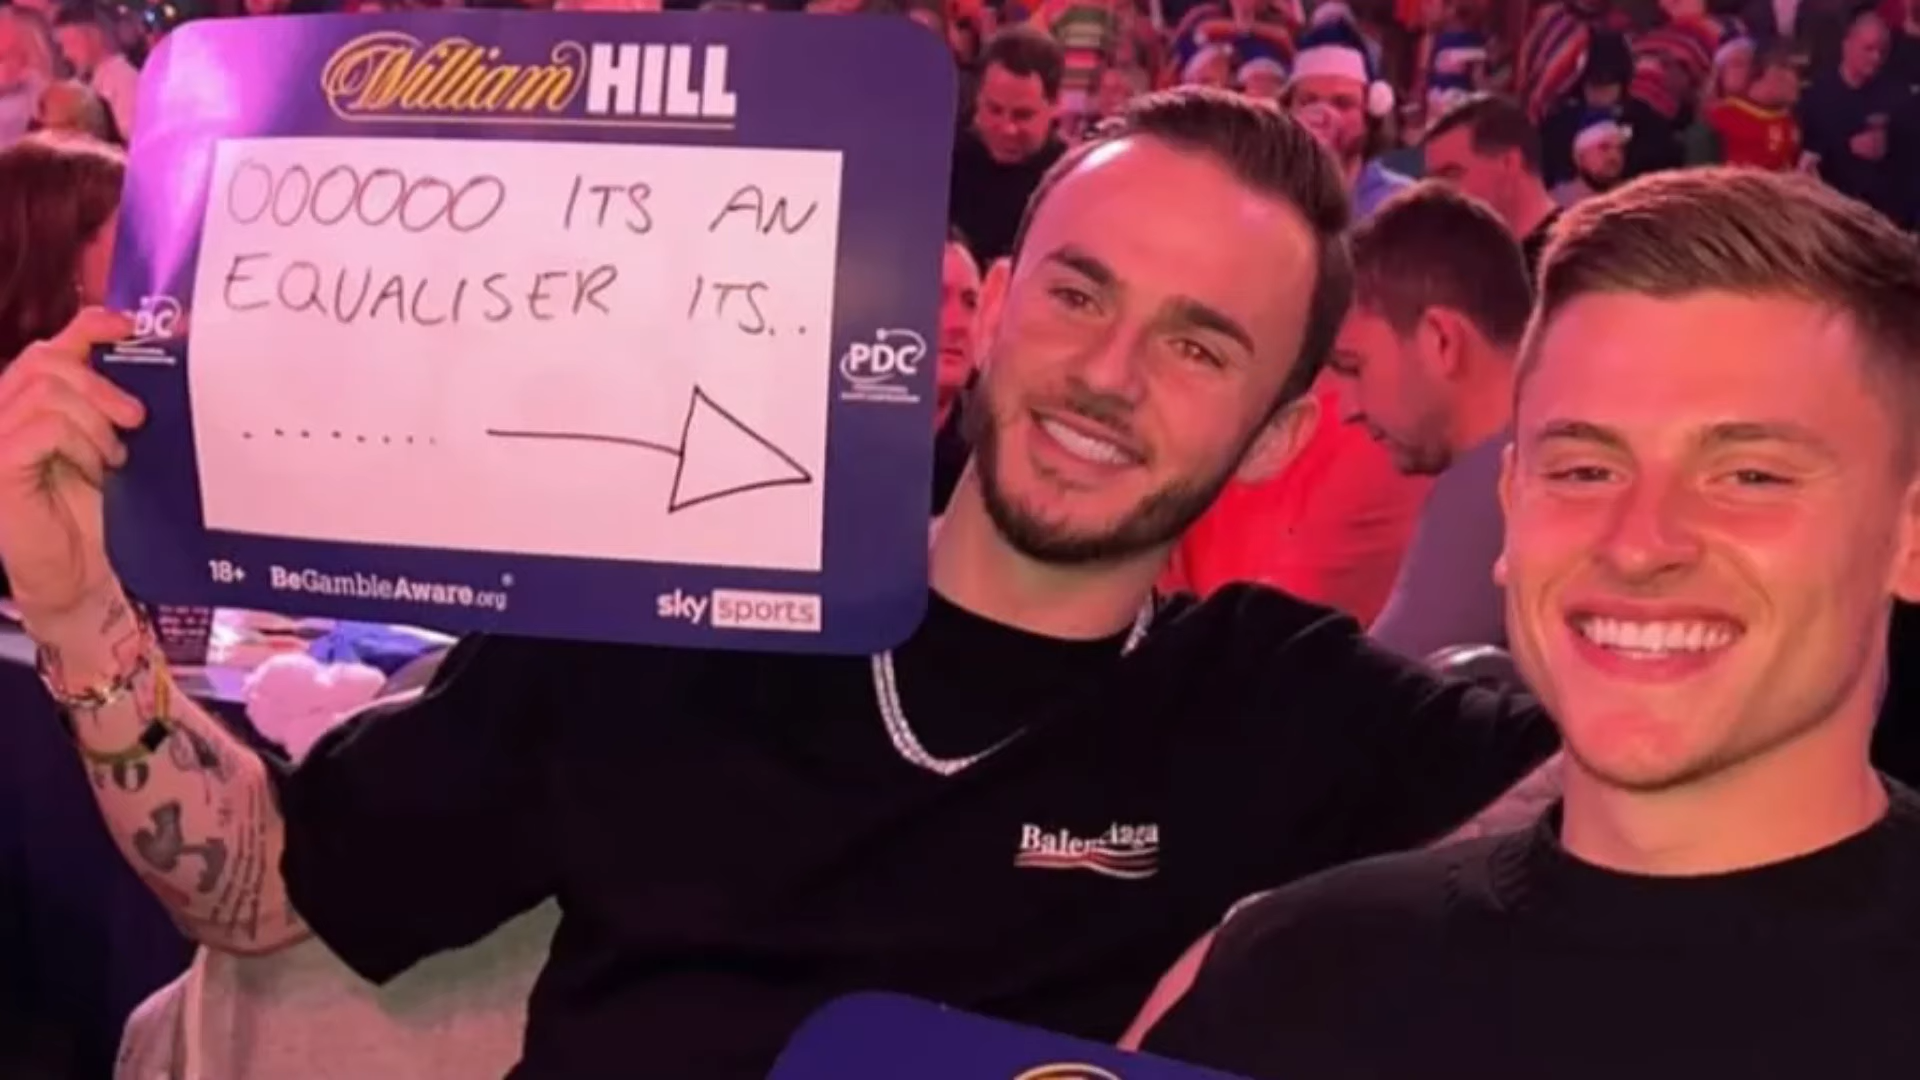 William HILL
OOOOOO ITS AN
EQUALISER ITS..
........
PDC
PDC
18+ BeGambleAware.org®
sky sports
Balenciaga